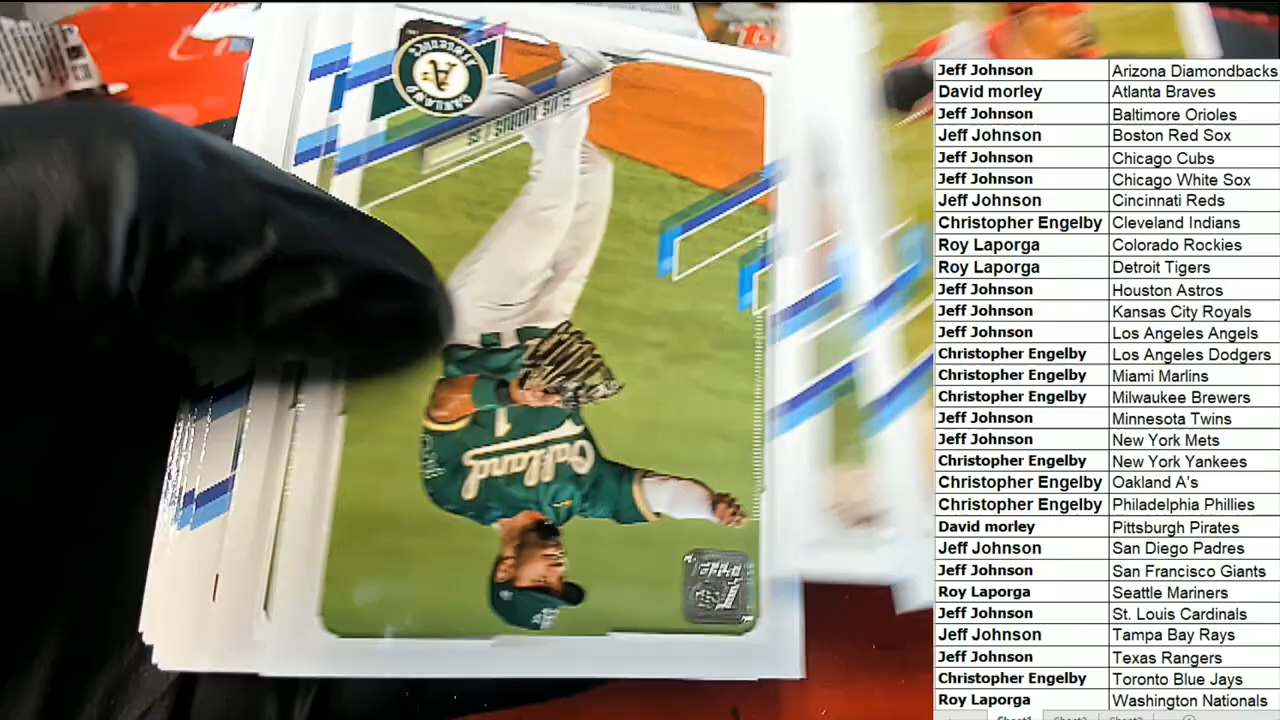 Jeff Johnson Arizona Diamondbacks
David morley Atlanta Braves
Jeff Johnson Baltimore Orioles
Jeff Johnson Boston Red Sox
Jeff Johnson Chicago Cubs
Jeff Johnson Chicago White Sox
Jeff Johnson Cincinnati Reds
Christopher Engelby Cleveland Indians
Roy Laporga Colorado Rockies
Roy Laporga Detroit Tigers
Jeff Johnson Houston Astros
Jeff Johnson Kansas City Royals
Jeff Johnson Los Angeles Angels
Christopher Engelby Los Angeles Dodgers
Christopher Engelby Miami Marlins
Christopher Engelby Milwaukee Brewers
Jeff Johnson Minnesota Twins
Jeff Johnson New York Mets
Christopher Engelby New York Yankees
Christopher Engelby Oakland A's
Christopher Engelby Philadelphia Phillies
David morley Pittsburgh Pirates
Jeff Johnson San Diego Padres
Jeff Johnson San Francisco Giants
Roy Laporga Seattle Mariners
Jeff Johnson St. Louis Cardinals
Jeff Johnson Tampa Bay Rays
Jeff Johnson Texas Rangers
Christopher Engelby Toronto Blue Jays
Roy Laporga Washington Nationals
Oakland
1